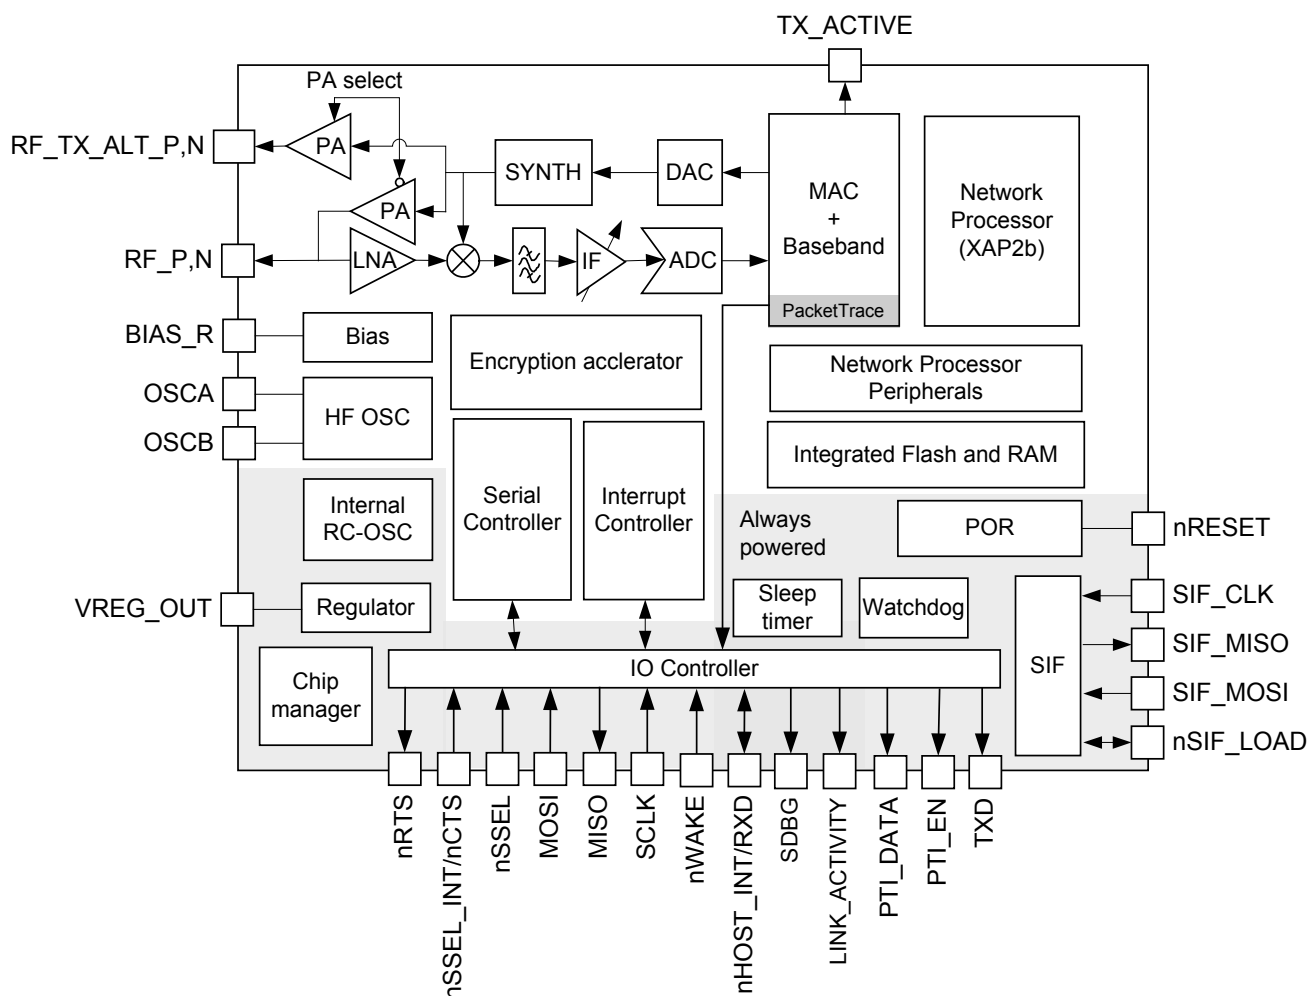 TX_ACTIVE
PA select
RF_TX_ALT_P,N
PA
SYNTH
DAC
MAC
+
Baseband
Network
Processor
(XAP2b)
PA
RF_P,N
LNA
IF
ADC
PacketTrace
BIAS_R
Bias
Encryption acclerator
Network Processor
Peripherals
OSCA
HF OSC
OSCB
Integrated Flash and RAM
Internal
RC-OSC
Serial
Controller
Interrupt
Controller
Always
powered
POR
nRESET
VREG_OUT
Regulator
Sleep
timer
Watchdog
SIF
SIF_CLK
SIF_MISO
SIF_MOSI
nSIF_LOAD
IO Controller
Chip
manager
nRTS
nSSEL_INT/nCTS
nSSEL
MOSI
MISO
SCLK
nWAKE
nHOST_INT/RXD
SDBG
LINK_ACTIVITY
PTI_DATA
PTI_EN
TXD